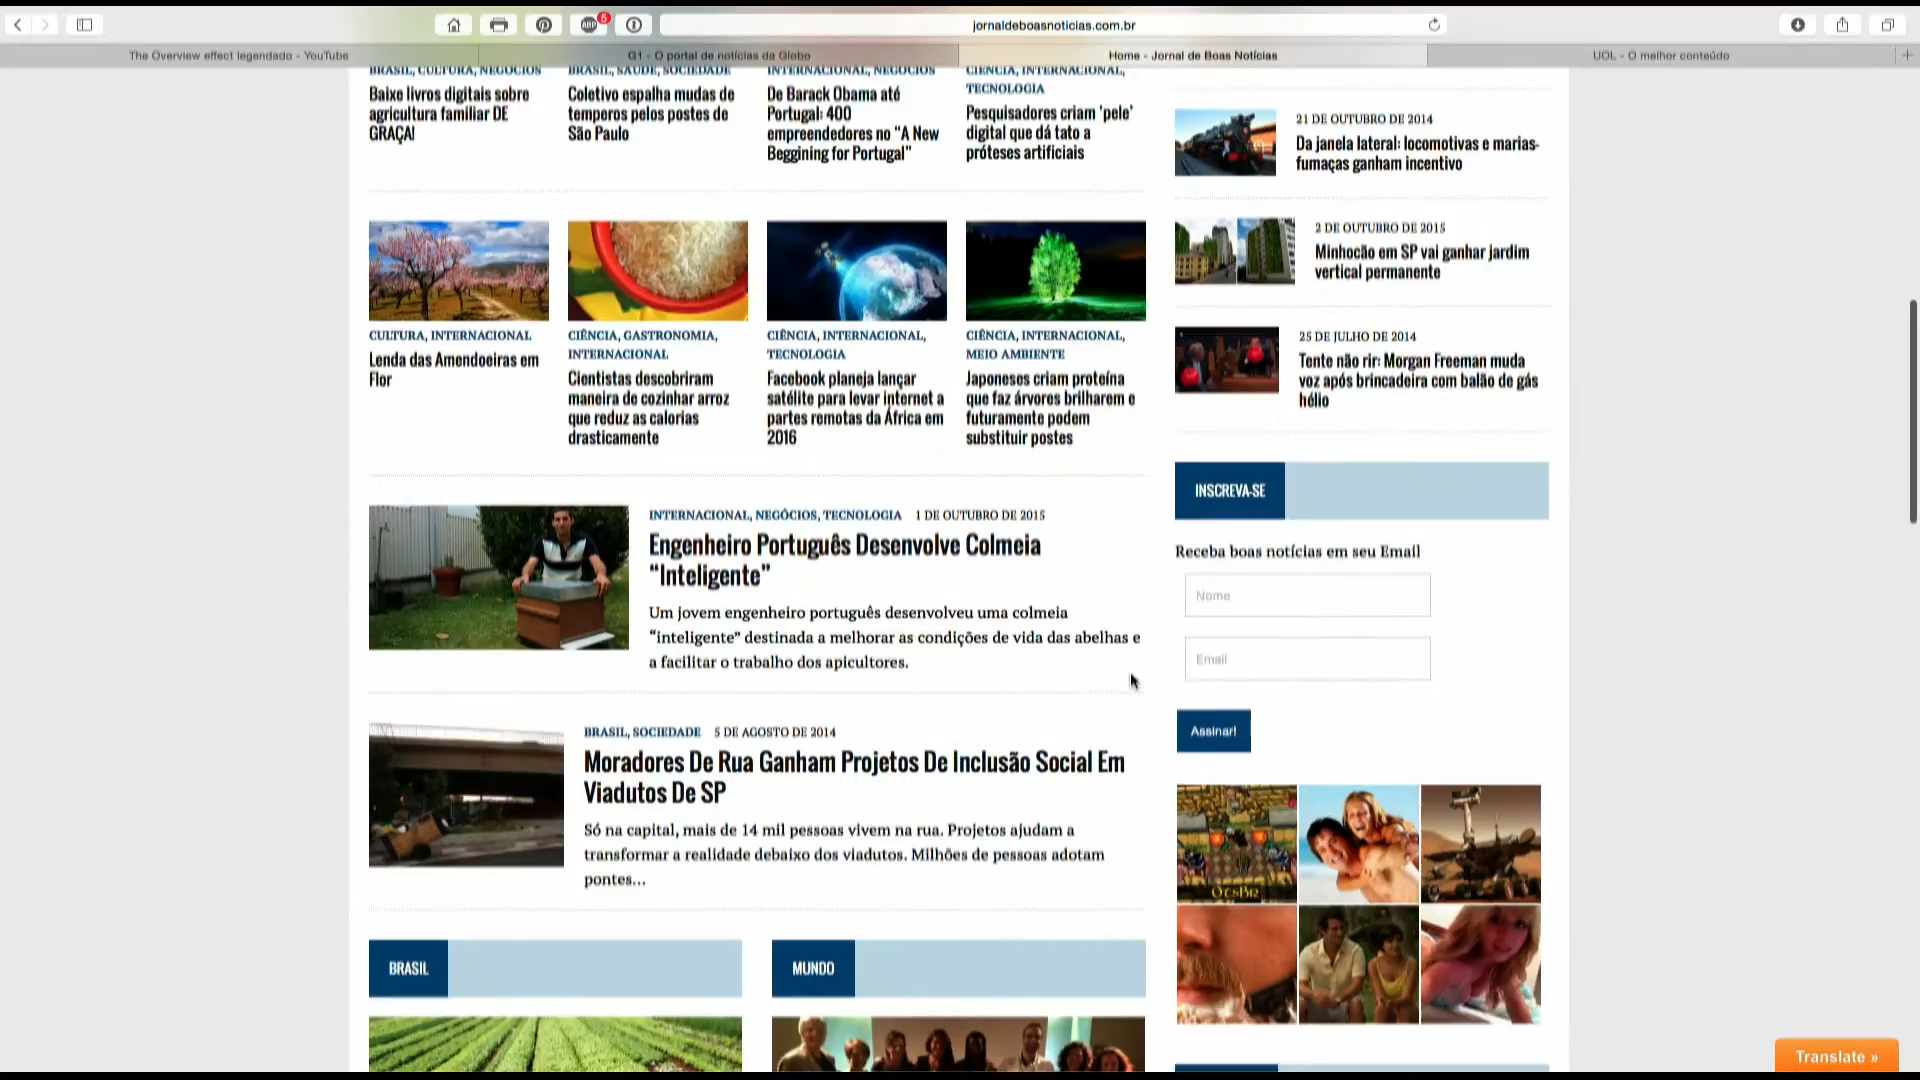 jornaldeboasnoticias.com.br
ABP
5
The Overview effect legendado - YouTube
G1 - O portal de notícias da Globo
Home - Jornal de Boas Notícias
UOL - O melhor conteúdo
BRASIL, CULTURA, NEGÓCIOS
Baixe livros digitais sobre
agricultura familiar DE
GRAÇA!
BRASIL, SAÚDE, SOCIEDADE
Coletivo espalha mudas de
temperos pelos postes de
São Paulo
INTERNACIONAL, NEGÓCIOS
De Barack Obama até
Portugal: 400
empreendedores no "A New
Beggining for Portugal"
CIÊNCIA, INTERNACIONAL,
TECNOLOGIA
Pesquisadores criam 'pele'
digital que dá tato a
próteses artificiais
CULTURA, INTERNACIONAL
Lenda das Amendoeiras em
Flor
CIÊNCIA, GASTRONOMIA,
INTERNACIONAL
Cientistas descobriram
maneira de cozinhar arroz
que reduz as calorias
drasticamente
CIÊNCIA, INTERNACIONAL,
TECNOLOGIA
Facebook planeja lançar
satélite para levar internet a
partes remotas da África em
2016
CIÊNCIA, INTERNACIONAL,
MEIO AMBIENTE
Japoneses criam proteína
que faz árvores brilharem e
futuramente podem
substituir postes
INTERNACIONAL, NEGÓCIOS, TECNOLOGIA 1 DE OUTUBRO DE 2015
Engenheiro Português Desenvolve Colmeia
“Inteligente”
Um jovem engenheiro português desenvolveu uma colmeia
“inteligente” destinada a melhorar as condições de vida das abelhas e
a facilitar o trabalho dos apicultores.
BRASIL, SOCIEDADE 5 DE AGOSTO DE 2014
Moradores De Rua Ganham Projetos De Inclusão Social Em
Viadutos De SP
Só na capital, mais de 14 mil pessoas vivem na rua. Projetos ajudam a
transformar a realidade debaixo dos viadutos. Milhões de pessoas adotam
pontes...
BRASIL
MUNDO
21 DE OUTUBRO DE 2014
Da janela lateral: locomotivas e marias-
fumaças ganham incentivo
2 DE OUTUBRO DE 2015
Minhocão em SP vai ganhar jardim
vertical permanente
25 DE JULHO DE 2014
Tente não rir: Morgan Freeman muda
voz após brincadeira com balão de gás
hélio
INSCREVA-SE
Receba boas notícias em seu Email
Nome
Email
Assinar!
OTSBR
Translate »